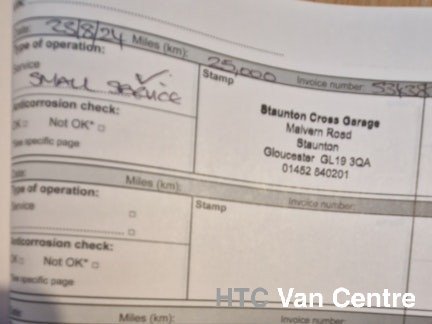 Date: 23/8/24 Miles (km): 25,000 Invoice number: 53438
Type of operation:
Service
SMALL SERVICE
Stamp
Staunton Cross Garage
Malvern Road
Staunton
Gloucester GL19 3QA
01452 840201
Anticorrosion check:
OK Not OK*
See specific page
Date: Miles (km): Invoice number:
Type of operation:
Service
Stamp
Anticorrosion check:
OK Not OK*
See specific page
HTC Van Centre
Miles (km): Invoice number: